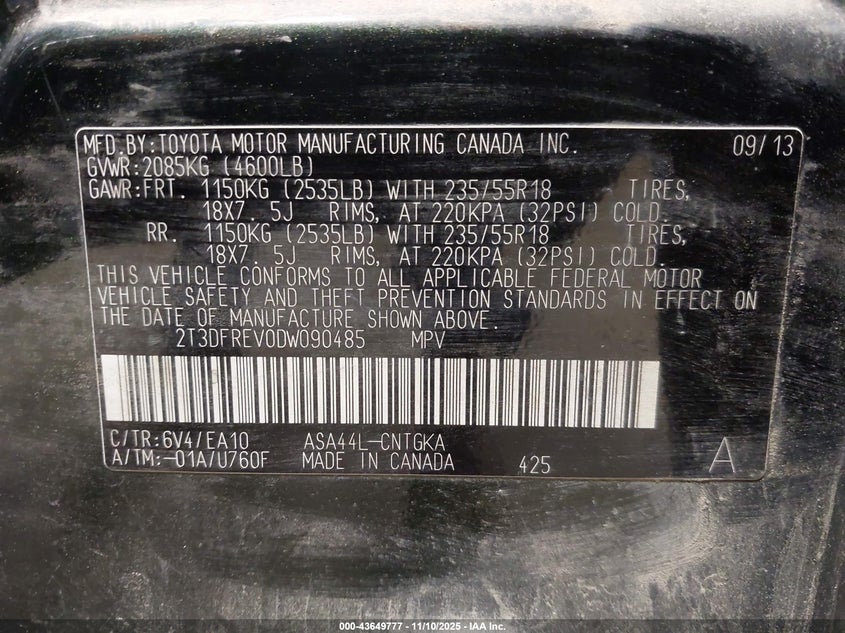 MFD.BY:TOYOTA MOTOR MANUFACTURING CANADA INC. 09/13
GVWR:2085KG (4600LB)
GAWR:FRT. 1150KG (2535LB) WITH 235/55R18 TIRES,
18X7. 5J RIMS, AT 220KPA (32PSI) COLD.
RR. 1150KG (2535LB) WITH 235/55R18 TIRES,
18X7. 5J RIMS, AT 220KPA (32PSI) COLD.
THIS VEHICLE CONFORMS TO ALL APPLICABLE FEDERAL MOTOR
VEHICLE SAFETY AND THEFT PREVENTION STANDARDS IN EFFECT ON
THE DATE OF MANUFACTURE SHOWN ABOVE.
2T3DFREV0DW090485 MPV
C/TR:6V4/EA10 ASA44L-CNTGKA
A/TM:-01A/U760F MADE IN CANADA 425 A
000-43649777 - 11/10/2025 - IAA Inc.